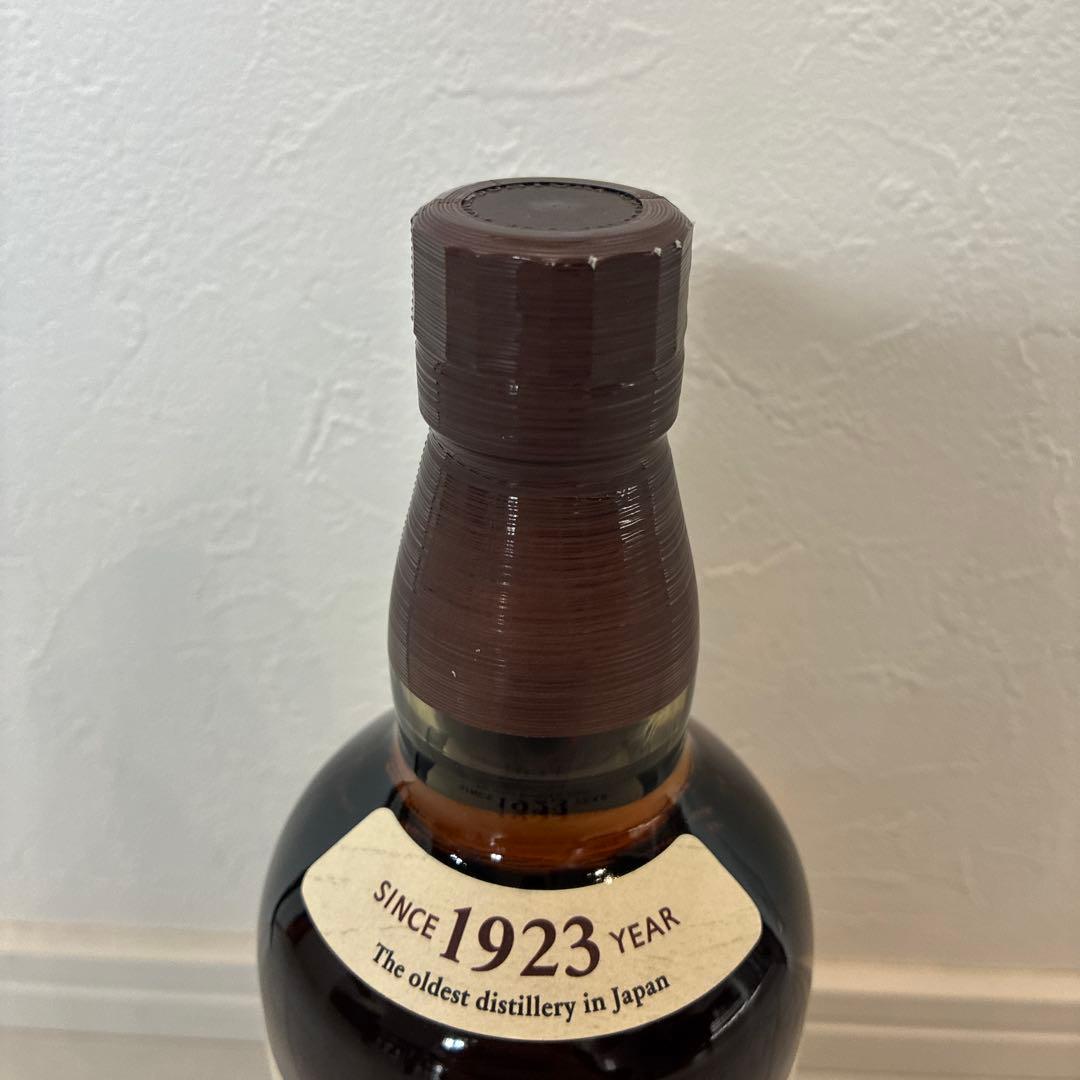 SINCE 1923 YEAR
The oldest distillery in Japan